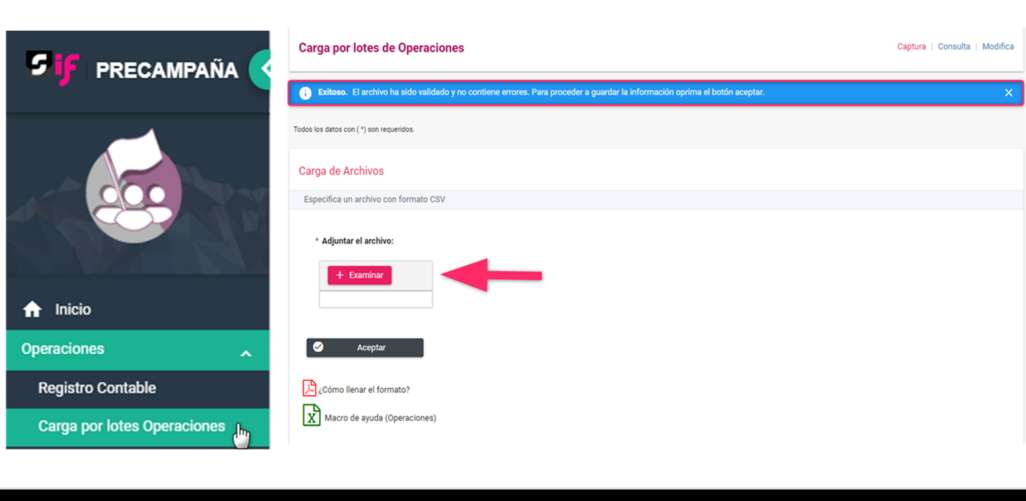 sif PRECAMPAÑA
Inicio
Operaciones
Registro Contable
Carga por lotes Operaciones
Carga por lotes de Operaciones
Captura | Consulta | Modifica
Exitoso. El archivo ha sido validado y no contiene errores. Para proceder a guardar la información oprima el botón aceptar.
Todos los datos con ( *) son requeridos.
Carga de Archivos
Especifica un archivo con formato CSV
* Adjuntar el archivo:
+ Examinar
Aceptar
¿Cómo llenar el formato?
Macro de ayuda (Operaciones)